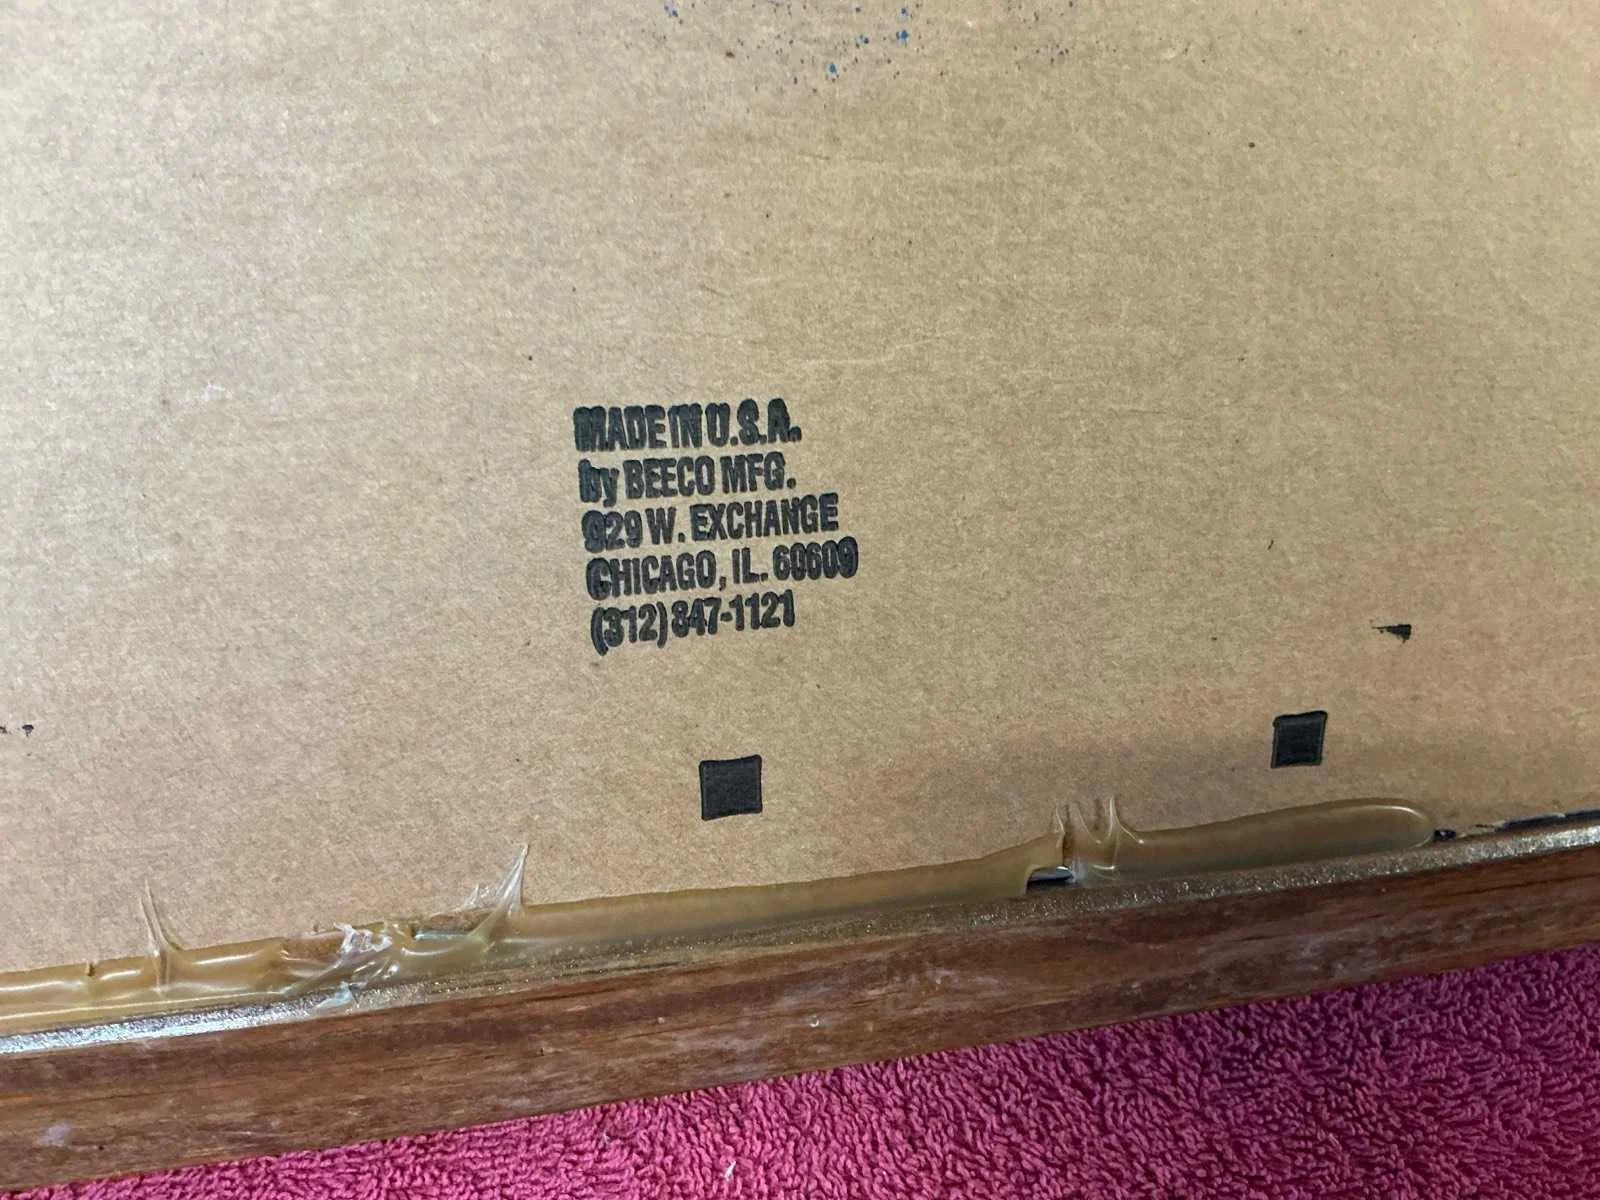 MADE IN U.S.A.
by BEECO MFG.
929 W. EXCHANGE
CHICAGO, IL. 60609
(312) 847-1121